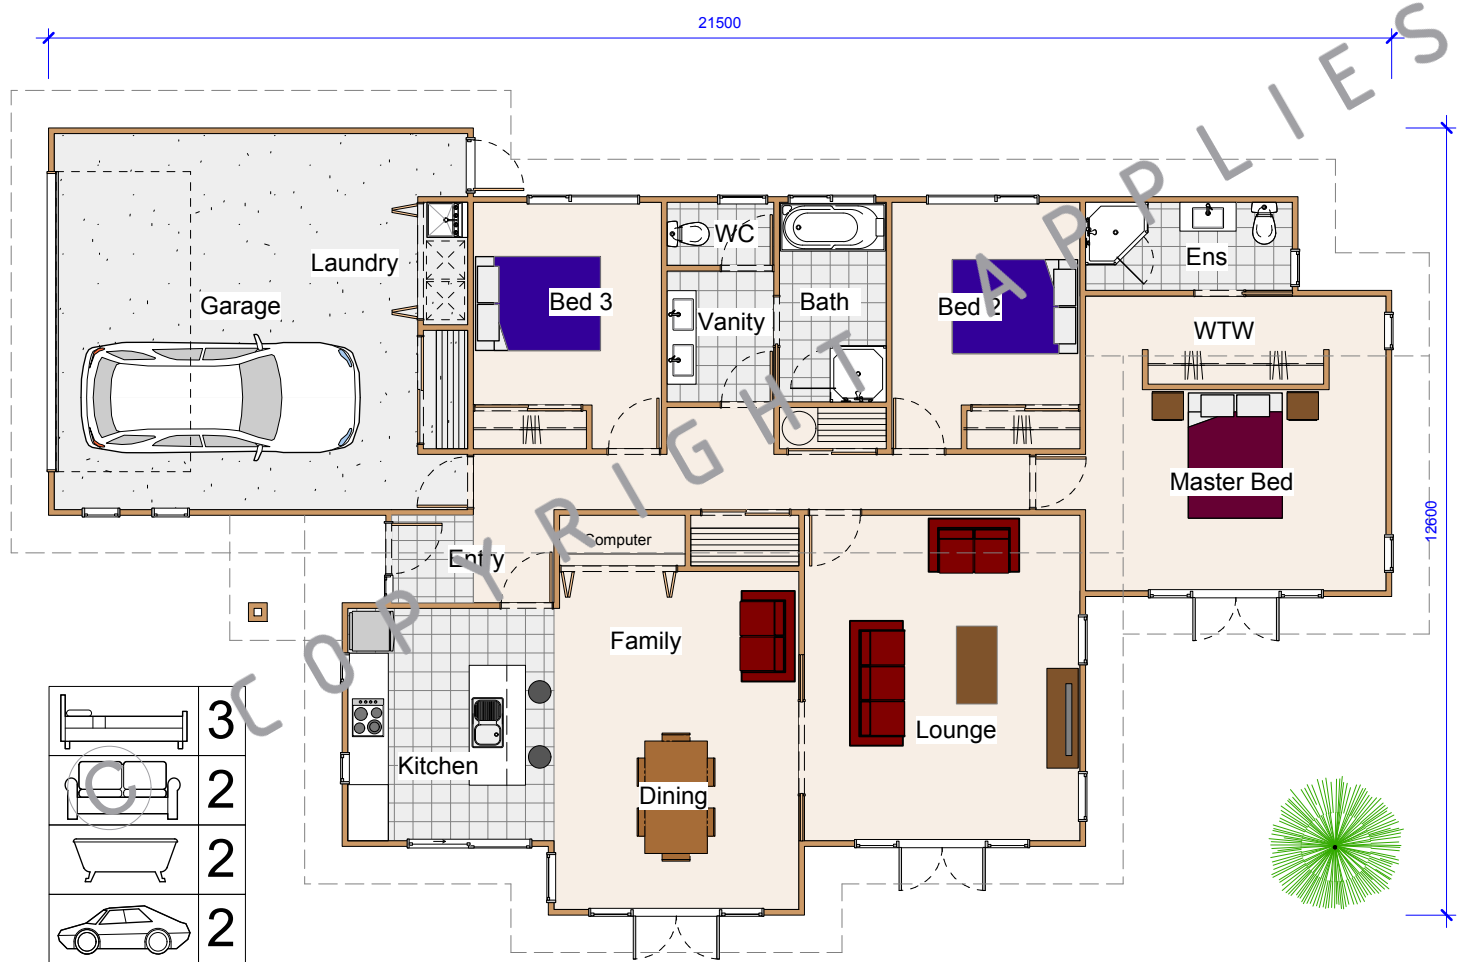 21500
COPYRIGHT APPLIES
WC
Laundry
Ens
Garage
Bed 3
Vanity
Bath
Bed 2
WTW
Master Bed
12600
Computer
Entry
Family
Lounge
Kitchen
Dining
3
C
2
2
2